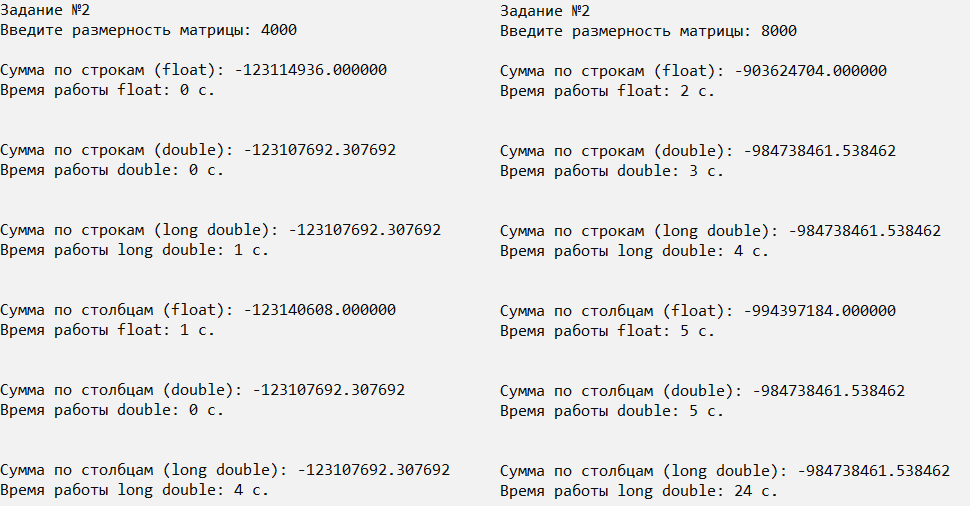 Задание №2
Введите размерность матрицы: 4000
Сумма по строкам (float): -123114936.000000
Время работы float: 0 с.
Сумма по строкам (double): -123107692.307692
Время работы double: 0 с.
Сумма по строкам (long double): -123107692.307692
Время работы long double: 1 с.
Сумма по столбцам (float): -123140608.000000
Время работы float: 1 с.
Сумма по столбцам (double): -123107692.307692
Время работы double: 0 с.
Сумма по столбцам (long double): -123107692.307692
Время работы long double: 4 с.
Задание №2
Введите размерность матрицы: 8000
Сумма по строкам (float): -903624704.000000
Время работы float: 2 с.
Сумма по строкам (double): -984738461.538462
Время работы double: 3 с.
Сумма по строкам (long double): -984738461.538462
Время работы long double: 4 с.
Сумма по столбцам (float): -994397184.000000
Время работы float: 5 с.
Сумма по столбцам (double): -984738461.538462
Время работы double: 5 с.
Сумма по столбцам (long double): -984738461.538462
Время работы long double: 24 с.